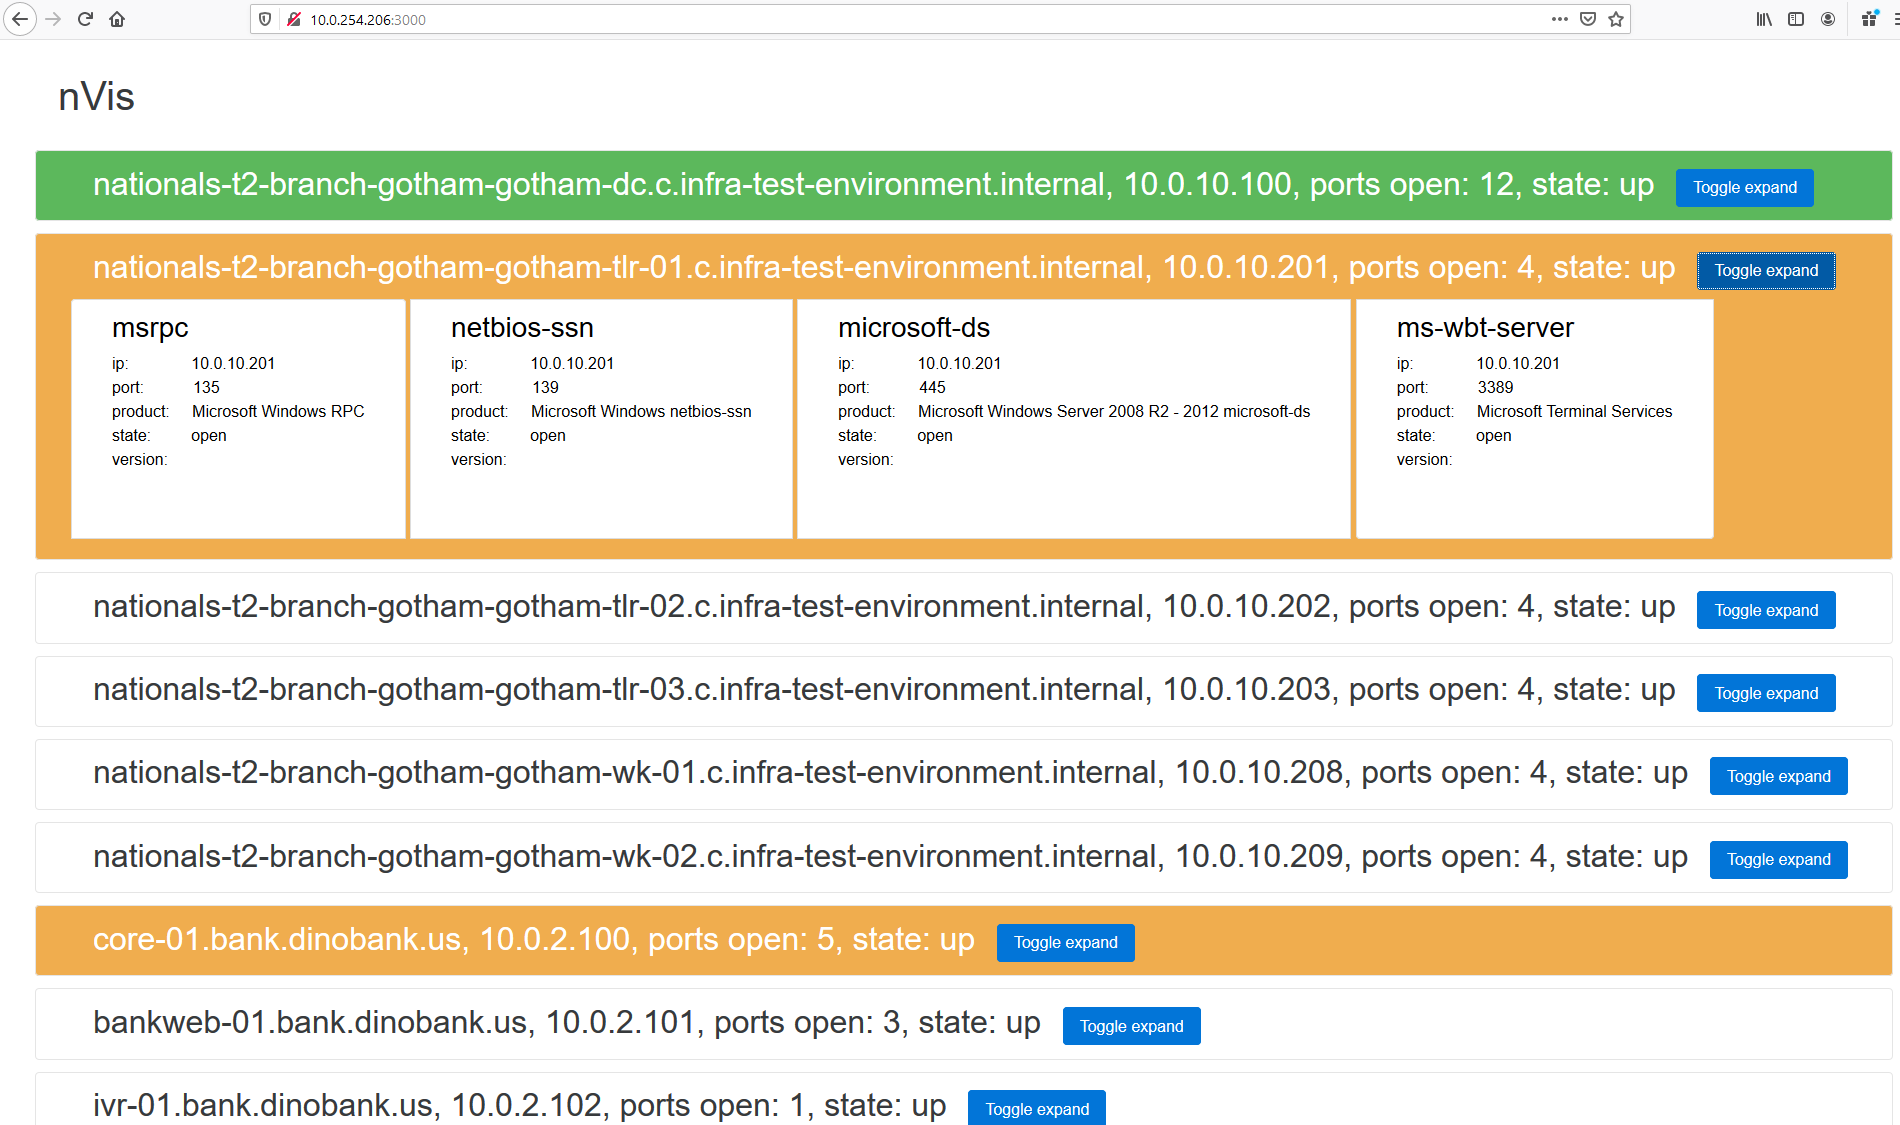 10.0.254.206:3000
nVis
nationals-t2-branch-gotham-gotham-dc.c.infra-test-environment.internal, 10.0.10.100, ports open: 12, state: up Toggle expand
nationals-t2-branch-gotham-gotham-tlr-01.c.infra-test-environment.internal, 10.0.10.201, ports open: 4, state: up Toggle expand
msrpc
ip: 10.0.10.201
port: 135
product: Microsoft Windows RPC
state: open
version:
netbios-ssn
ip: 10.0.10.201
port: 139
product: Microsoft Windows netbios-ssn
state: open
version:
microsoft-ds
ip: 10.0.10.201
port: 445
product: Microsoft Windows Server 2008 R2 - 2012 microsoft-ds
state: open
version:
ms-wbt-server
ip: 10.0.10.201
port: 3389
product: Microsoft Terminal Services
state: open
version:
nationals-t2-branch-gotham-gotham-tlr-02.c.infra-test-environment.internal, 10.0.10.202, ports open: 4, state: up Toggle expand
nationals-t2-branch-gotham-gotham-tlr-03.c.infra-test-environment.internal, 10.0.10.203, ports open: 4, state: up Toggle expand
nationals-t2-branch-gotham-gotham-wk-01.c.infra-test-environment.internal, 10.0.10.208, ports open: 4, state: up Toggle expand
nationals-t2-branch-gotham-gotham-wk-02.c.infra-test-environment.internal, 10.0.10.209, ports open: 4, state: up Toggle expand
core-01.bank.dinobank.us, 10.0.2.100, ports open: 5, state: up Toggle expand
bankweb-01.bank.dinobank.us, 10.0.2.101, ports open: 3, state: up Toggle expand
ivr-01.bank.dinobank.us, 10.0.2.102, ports open: 1, state: up Toggle expand